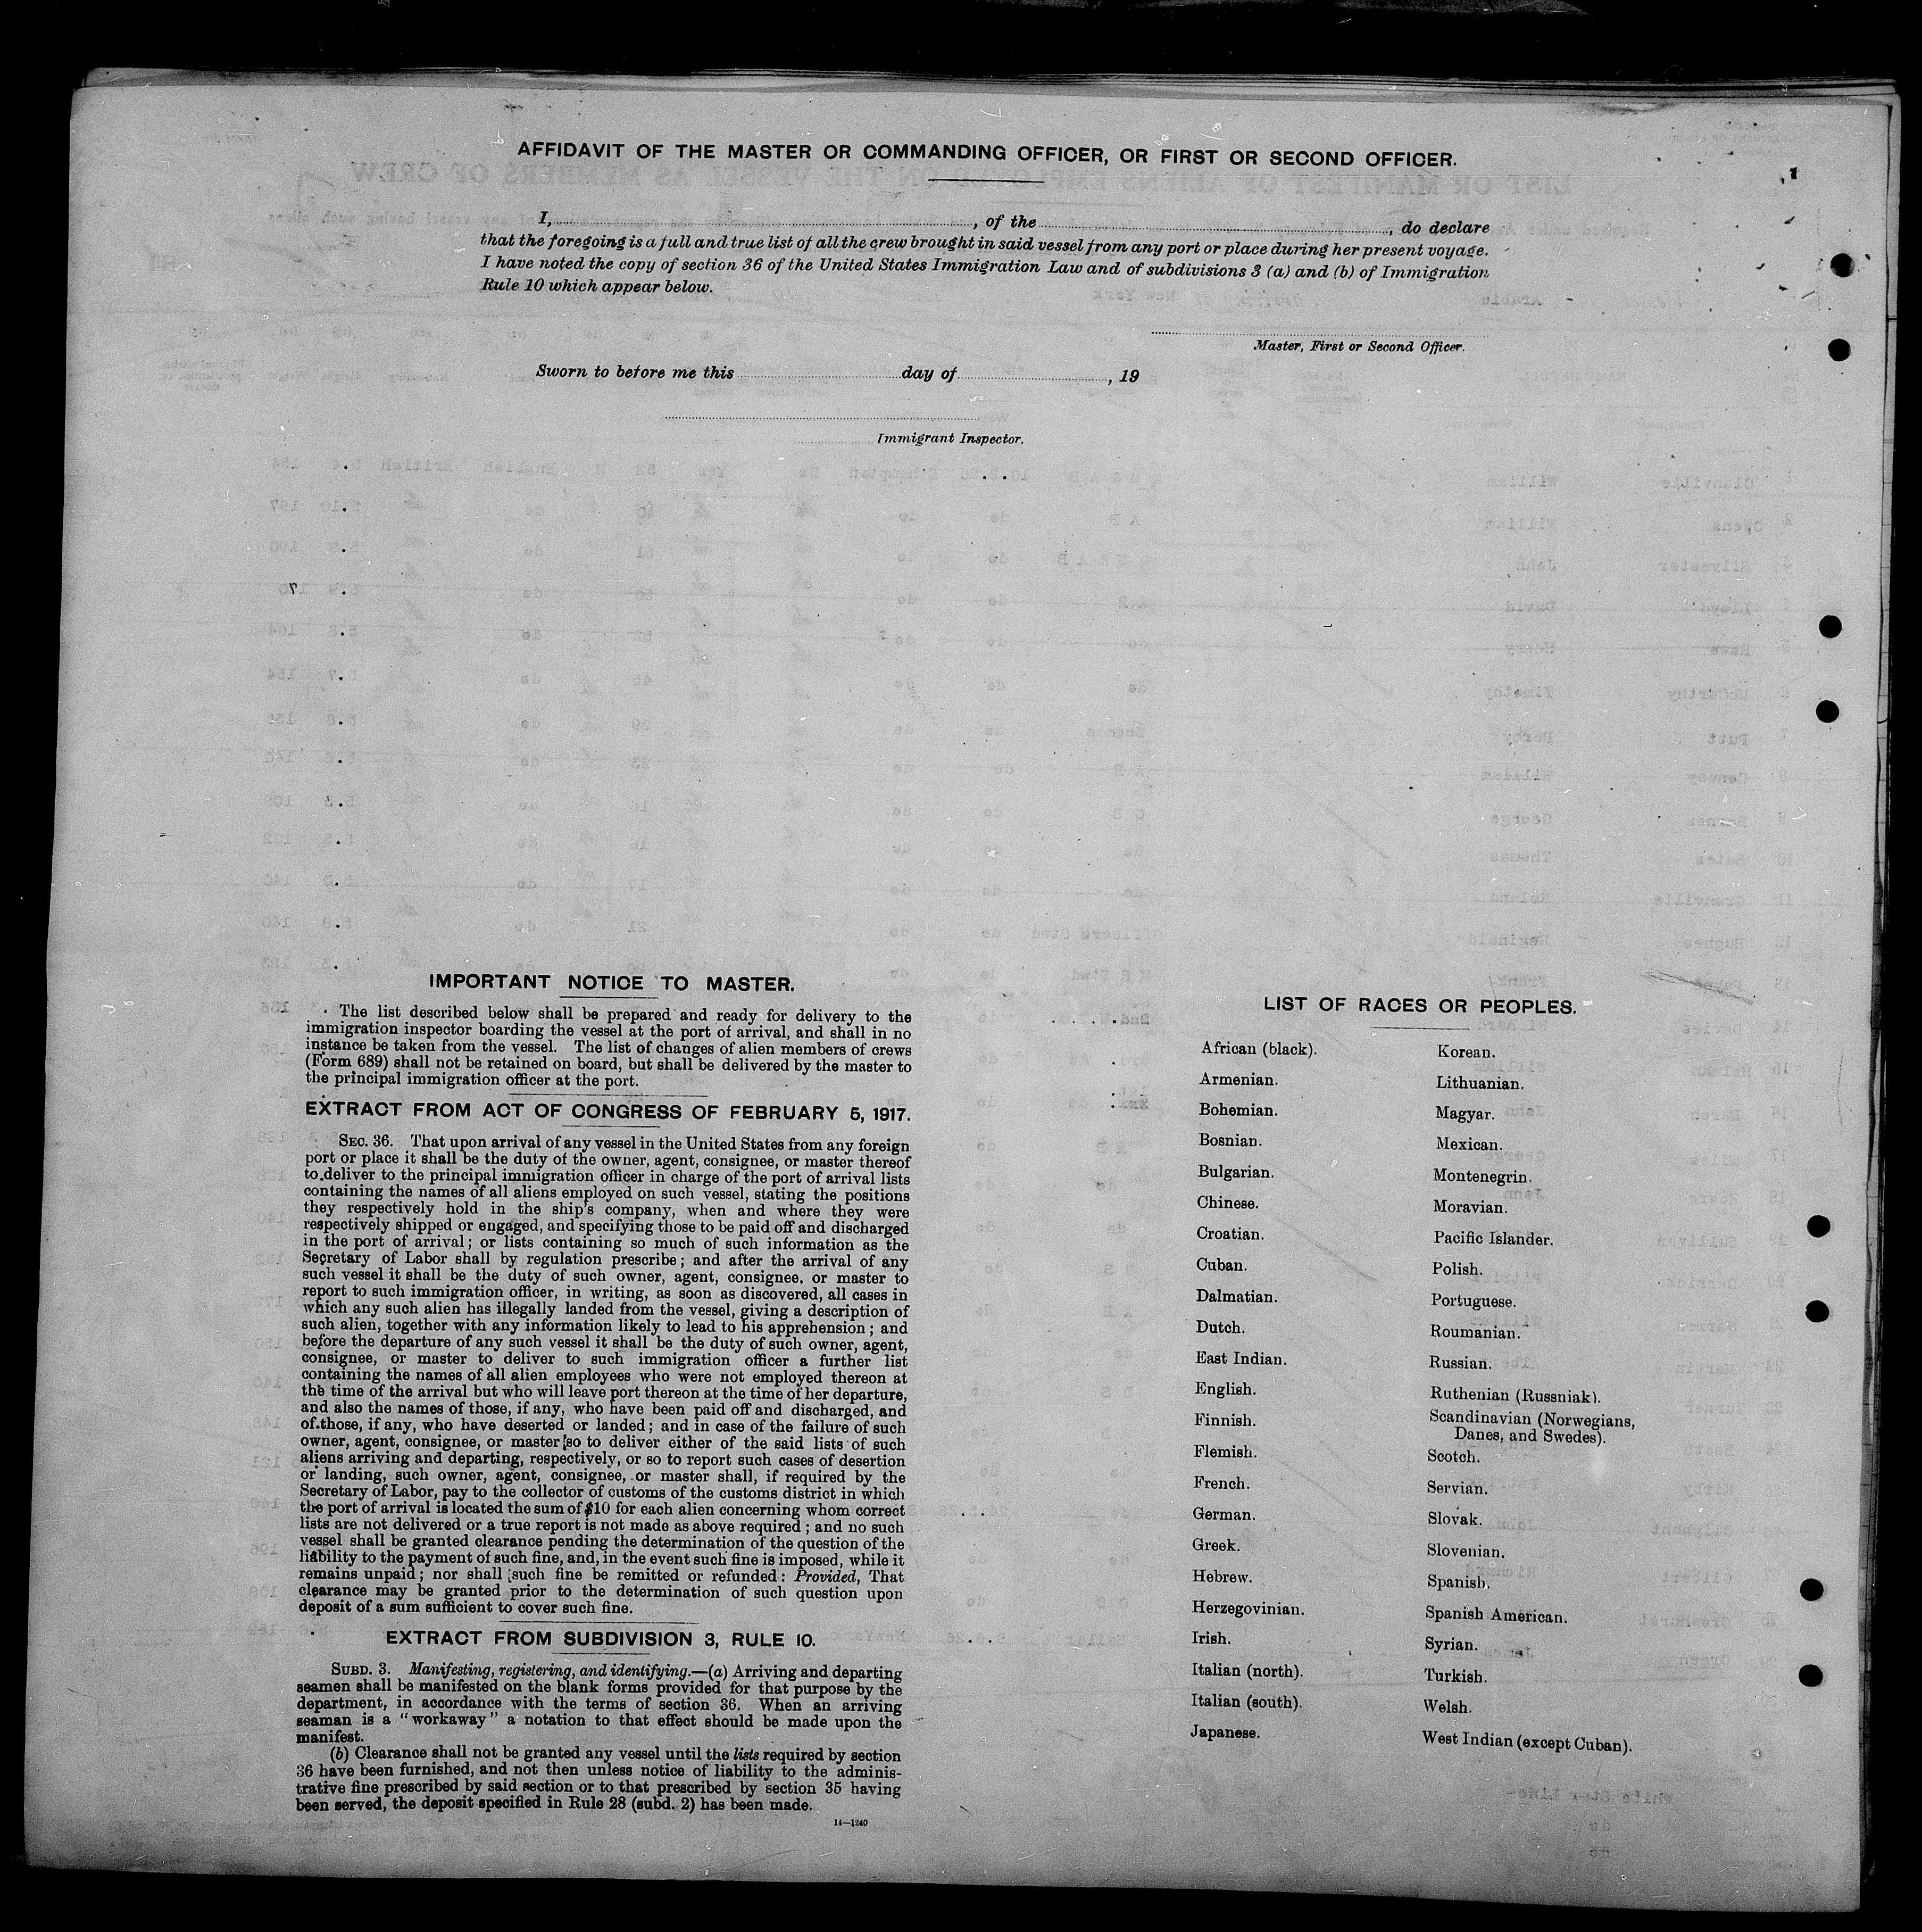 AFFIDAVIT OF THE MASTER OR COMMANDING OFFICER, OR FIRST OR SECOND OFFICER.
I, , of the , do declare
that the foregoing is a full and true list of all the crew brought in said vessel from any port or place during her present voyage.
I have noted the copy of section 36 of the United States Immigration Law and of subdivisions 3 (a) and (b) of Immigration
Rule 10 which appear below.
Master, First or Second Officer.
Sworn to before me this day of , 19
Immigrant Inspector.
IMPORTANT NOTICE TO MASTER.
The list described below shall be prepared and ready for delivery to the
immigration inspector boarding the vessel at the port of arrival, and shall in no
instance be taken from the vessel. The list of changes of alien members of crews
(Form 689) shall not be retained on board, but shall be delivered by the master to
the principal immigration officer at the port.
EXTRACT FROM ACT OF CONGRESS OF FEBRUARY 5, 1917.
SEC. 36. That upon arrival of any vessel in the United States from any foreign
port or place it shall be the duty of the owner, agent, consignee, or master thereof
to deliver to the principal immigration officer in charge of the port of arrival lists
containing the names of all aliens employed on such vessel, stating the positions
they respectively hold in the ship's company, when and where they were
respectively shipped or engaged, and specifying those to be paid off and discharged
in the port of arrival; or lists containing so much of such information as the
Secretary of Labor shall by regulation prescribe; and after the arrival of any
such vessel it shall be the duty of such owner, agent, consignee, or master to
report to such immigration officer, in writing, as soon as discovered, all cases in
which any such alien has illegally landed from the vessel, giving a description of
such alien, together with any information likely to lead to his apprehension; and
before the departure of any such vessel it shall be the duty of such owner, agent,
consignee, or master to deliver to such immigration officer a further list
containing the names of all alien employees who were not employed thereon at
the time of the arrival but who will leave port thereon at the time of her departure,
and also the names of those, if any, who have been paid off and discharged, and
of those, if any, who have deserted or landed; and in case of the failure of such
owner, agent, consignee, or master so to deliver either of the said lists of such
aliens arriving and departing, respectively, or so to report such cases of desertion
or landing, such owner, agent, consignee, or master shall, if required by the
Secretary of Labor, pay to the collector of customs of the customs district in which
the port of arrival is located the sum of $10 for each alien concerning whom correct
lists are not delivered or a true report is not made as above required; and no such
vessel shall be granted clearance pending the determination of the question of the
liability to the payment of such fine, and, in the event such fine is imposed, while it
remains unpaid; nor shall such fine be remitted or refunded: Provided, That
clearance may be granted prior to the determination of such question upon
deposit of a sum sufficient to cover such fine.
EXTRACT FROM SUBDIVISION 3, RULE 10.
SUBD. 3. Manifesting, registering, and identifying.—(a) Arriving and departing
seamen shall be manifested on the blank forms provided for that purpose by the
department, in accordance with the terms of section 36. When an arriving
seaman is a "workaway" a notation to that effect should be made upon the
manifest.
(b) Clearance shall not be granted any vessel until the lists required by section
36 have been furnished, and not then unless notice of liability to the adminis-
trative fine prescribed by said section or to that prescribed by section 35 having
been served, the deposit specified in Rule 28 (subd. 2) has been made.
14—1240
LIST OF RACES OR PEOPLES.
African (black).
Armenian.
Bohemian.
Bosnian.
Bulgarian.
Chinese.
Croatian.
Cuban.
Dalmatian.
Dutch.
East Indian.
English.
Finnish.
Flemish.
French.
German.
Greek.
Hebrew.
Herzegovinian.
Irish.
Italian (north).
Italian (south).
Japanese.
Korean.
Lithuanian.
Magyar.
Mexican.
Montenegrin.
Moravian.
Pacific Islander.
Polish.
Portuguese.
Roumanian.
Russian.
Ruthenian (Russniak).
Scandinavian (Norwegians,
Danes, and Swedes).
Scotch.
Servian.
Slovak.
Slovenian.
Spanish.
Spanish American.
Syrian.
Turkish.
Welsh.
West Indian (except Cuban).